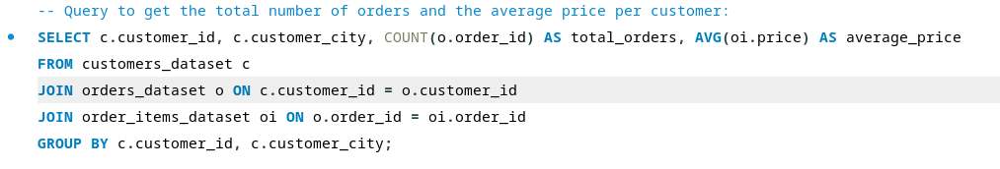 -- Query to get the total number of orders and the average price per customer:
SELECT c.customer_id, c.customer_city, COUNT(o.order_id) AS total_orders, AVG(oi.price) AS average_price
FROM customers_dataset c
JOIN orders_dataset o ON c.customer_id = o.customer_id
JOIN order_items_dataset oi ON o.order_id = oi.order_id
GROUP BY c.customer_id, c.customer_city;